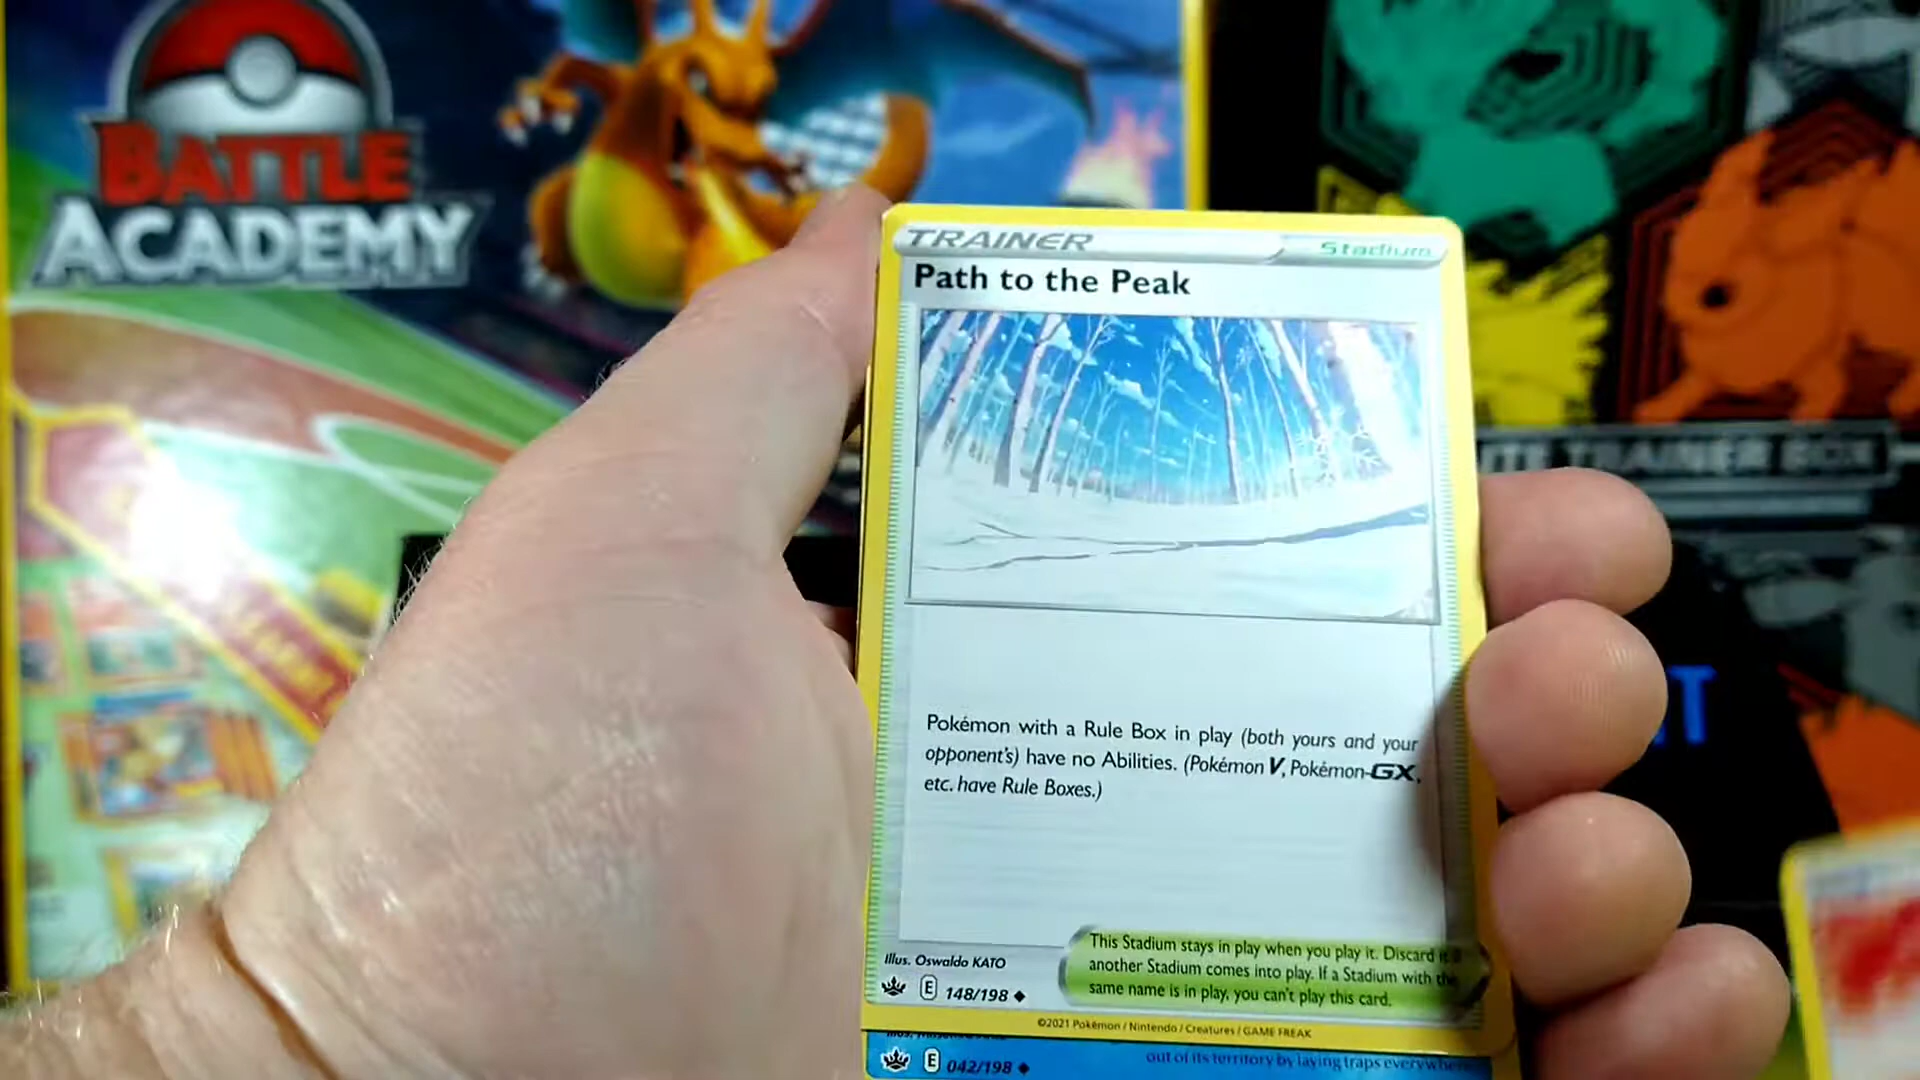 BATTLE
ACADEMY
TRAINER
Stadium
Path to the Peak
Pokémon with a Rule Box in play (both yours and your
opponent's) have no Abilities. (Pokémon V, Pokémon-GX,
etc. have Rule Boxes.)
This Stadium stays in play when you play it. Discard
another Stadium comes into play. If a Stadium with the
same name is in play, you can't play this card.
Illus. Oswaldo KATO
E 148/198
©2021 Pokémon / Nintendo / Creatures / GAME FREAK
E 042/198
out of its territory by laying traps everywhere
TRAINER BOX